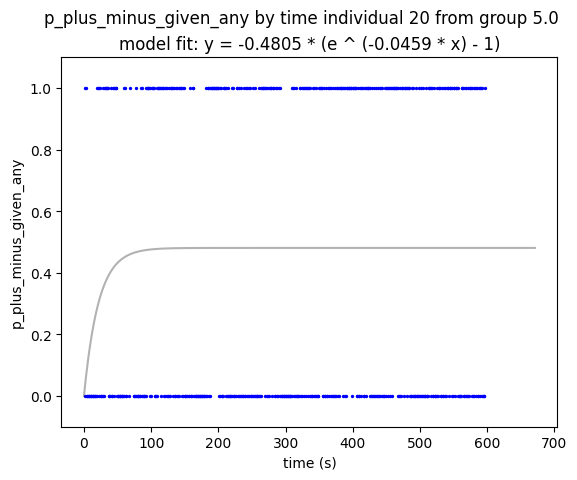 p_plus_minus_given_any by time individual 20 from group 5.0
model fit: y = -0.4805 * (e ^ (-0.0459 * x) - 1)
1.0
0.8
0.6
0.4
0.2
0.0
p_plus_minus_given_any
0 100 200 300 400 500 600 700
time (s)